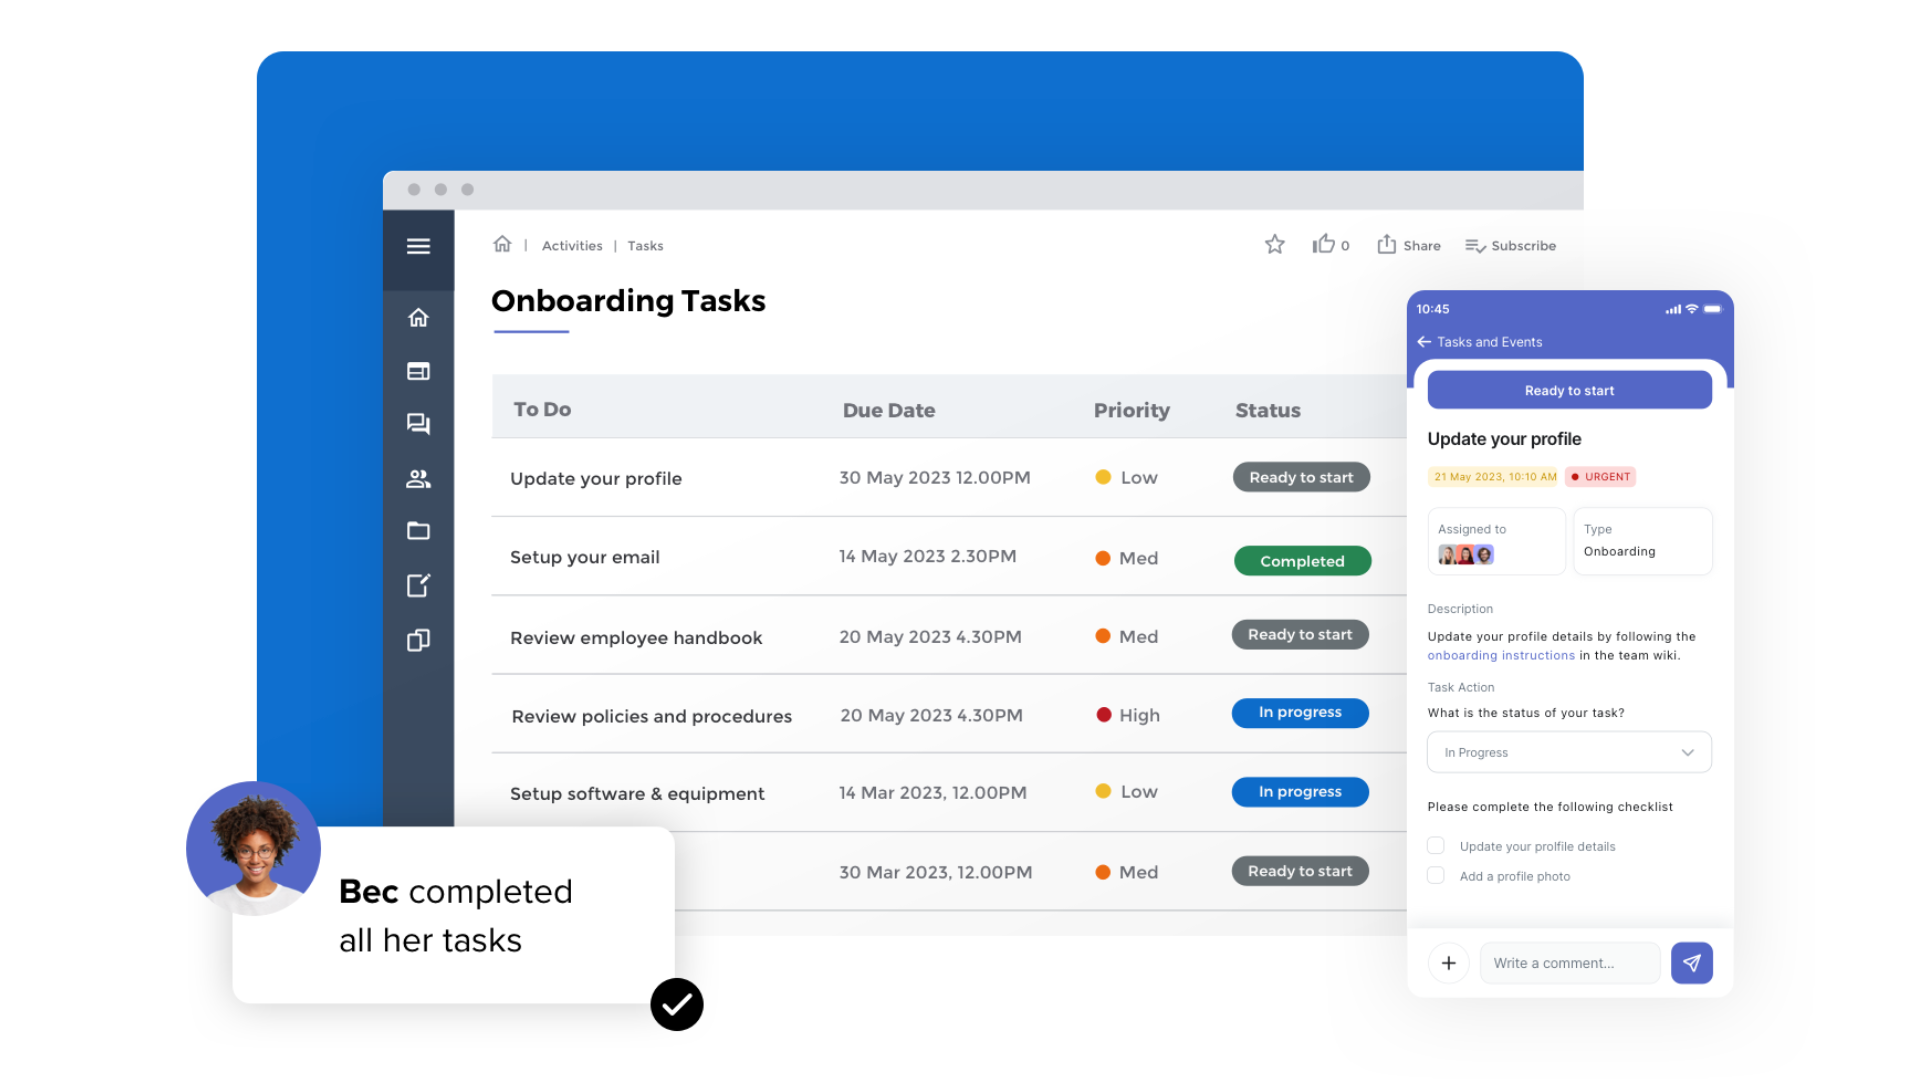 | Activities | Tasks
0 Share Subscribe
Onboarding Tasks
To Do Due Date Priority Status
Update your profile 30 May 2023 12.00PM Low Ready to start
Setup your email 14 May 2023 2.30PM Med Completed
Review employee handbook 20 May 2023 4.30PM Med Ready to start
Review policies and procedures 20 May 2023 4.30PM High In progress
Setup software & equipment 14 Mar 2023, 12.00PM Low In progress
30 Mar 2023, 12.00PM Med Ready to start
Bec completed
all her tasks
10:45
Tasks and Events
Ready to start
Update your profile
21 May 2023, 10:10 AM URGENT
Assigned to
Type
Onboarding
Description
Update your profile details by following the
onboarding instructions in the team wiki.
Task Action
What is the status of your task?
In Progress
Please complete the following checklist
Update your prolfile details
Add a profile photo
Write a comment...